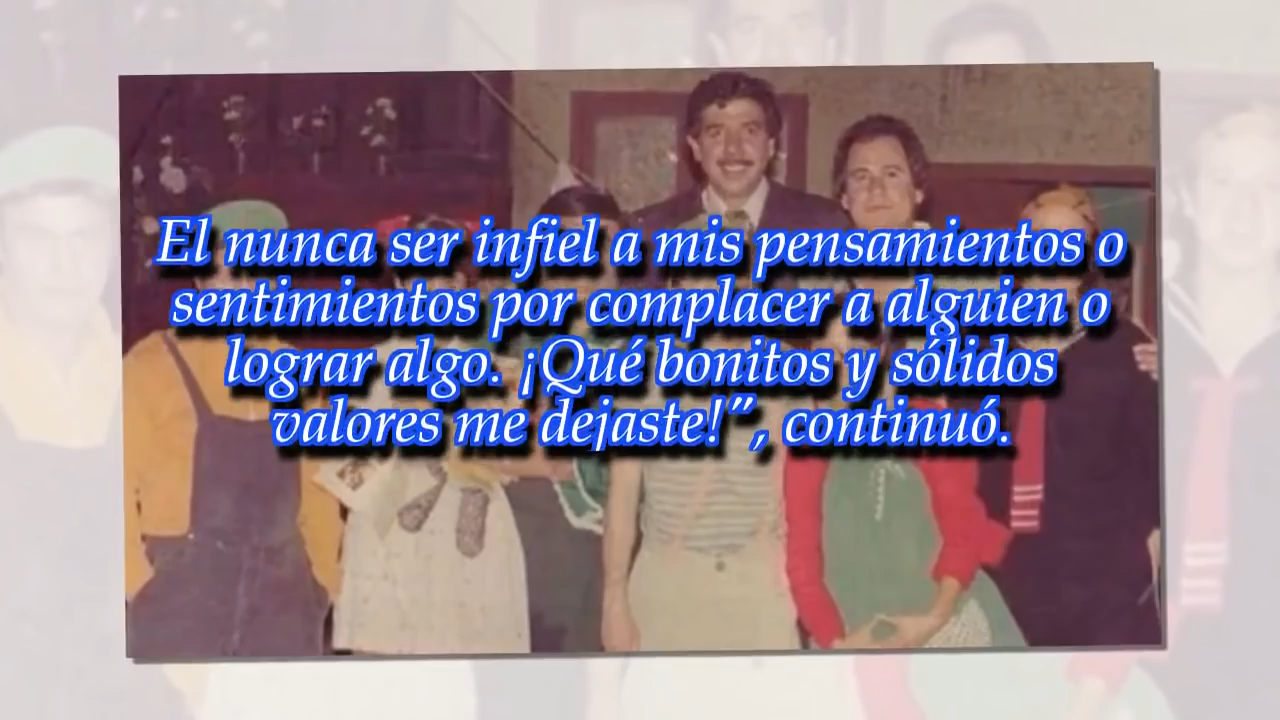 El nunca ser infiel a mis pensamientos o
sentimientos por complacer a alguien o
lograr algo. ¡Qué bonitos y sólidos
valores me dejaste!”, continuó.